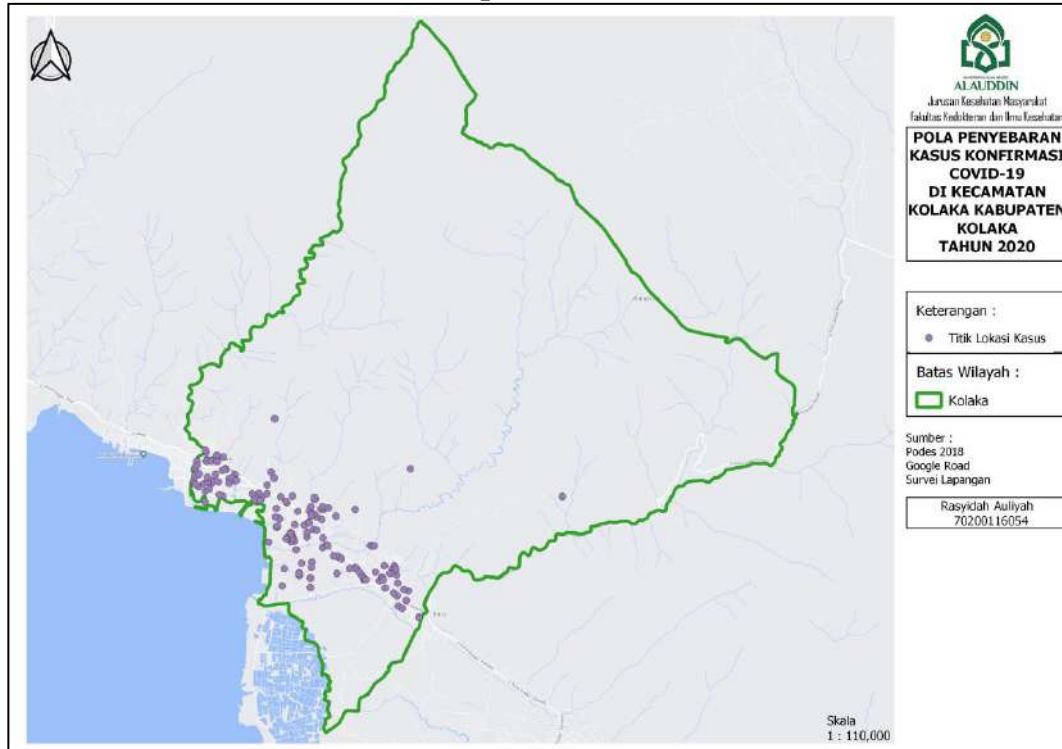 ALAUDDIN
Jurusan Kesehatan Masyarakat
Fakultas Kedokteran dan Ilmu Kesehatan
POLA PENYEBARAN
KASUS KONFIRMASI
COVID-19
DI KECAMATAN
KOLAKA KABUPATEN
KOLAKA
TAHUN 2020
Keterangan :
Titik Lokasi Kasus
Batas Wilayah :
Kolaka
Sumber :
Podes 2018
Google Road
Survei Lapangan
Rasyidah Auliyah
70200116054
Skala
1 : 110,000